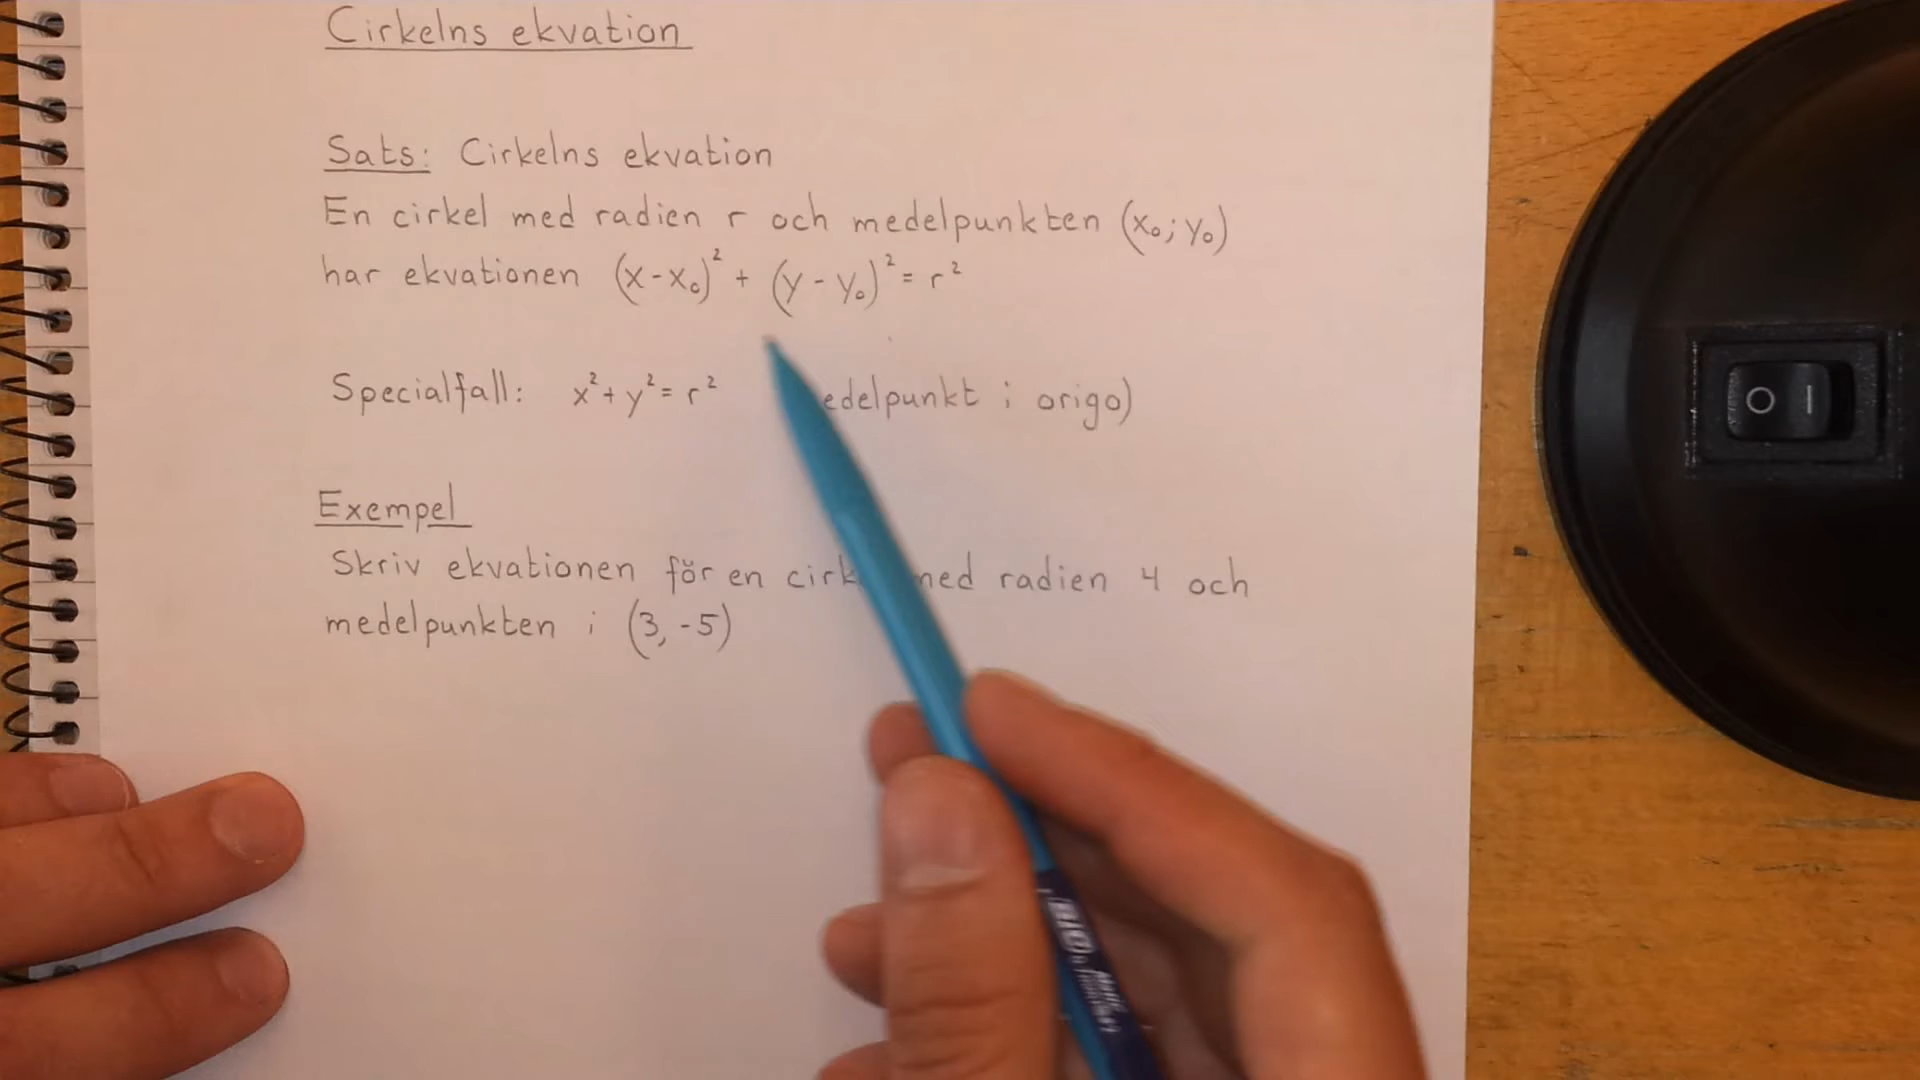 Cirkelns ekvation
Sats: Cirkelns ekvation
En cirkel med radien r och medelpunkten (x₀; y₀)
har ekvationen (x-x₀)² + (y-y₀)² = r²
Specialfall: x² + y² = r² edelpunkt i origo)
Exempel
Skriv ekvationen för en cirk med radien 4 och
medelpunkten i (3, -5)
BIC